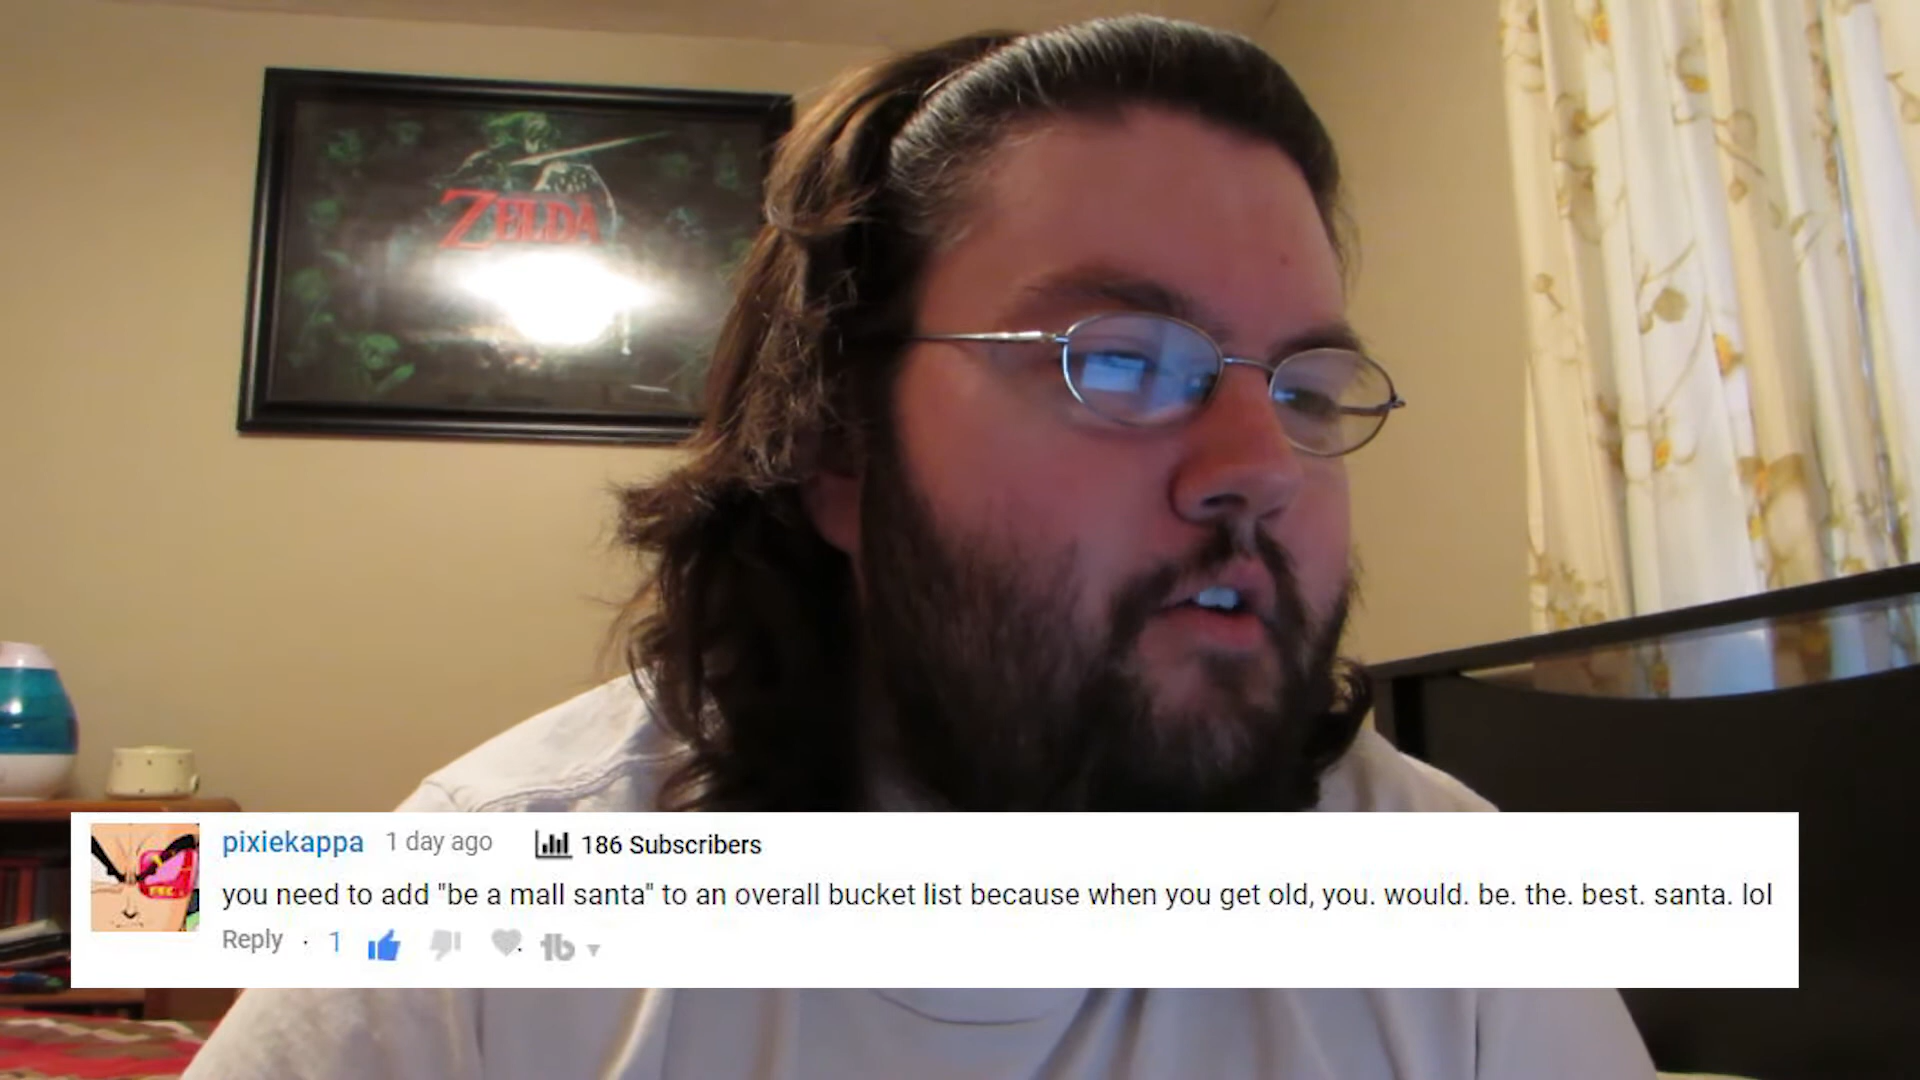 ZELDA
pixiekappa 1 day ago 186 Subscribers
you need to add "be a mall santa" to an overall bucket list because when you get old, you. would. be. the. best. santa. lol
Reply · 1